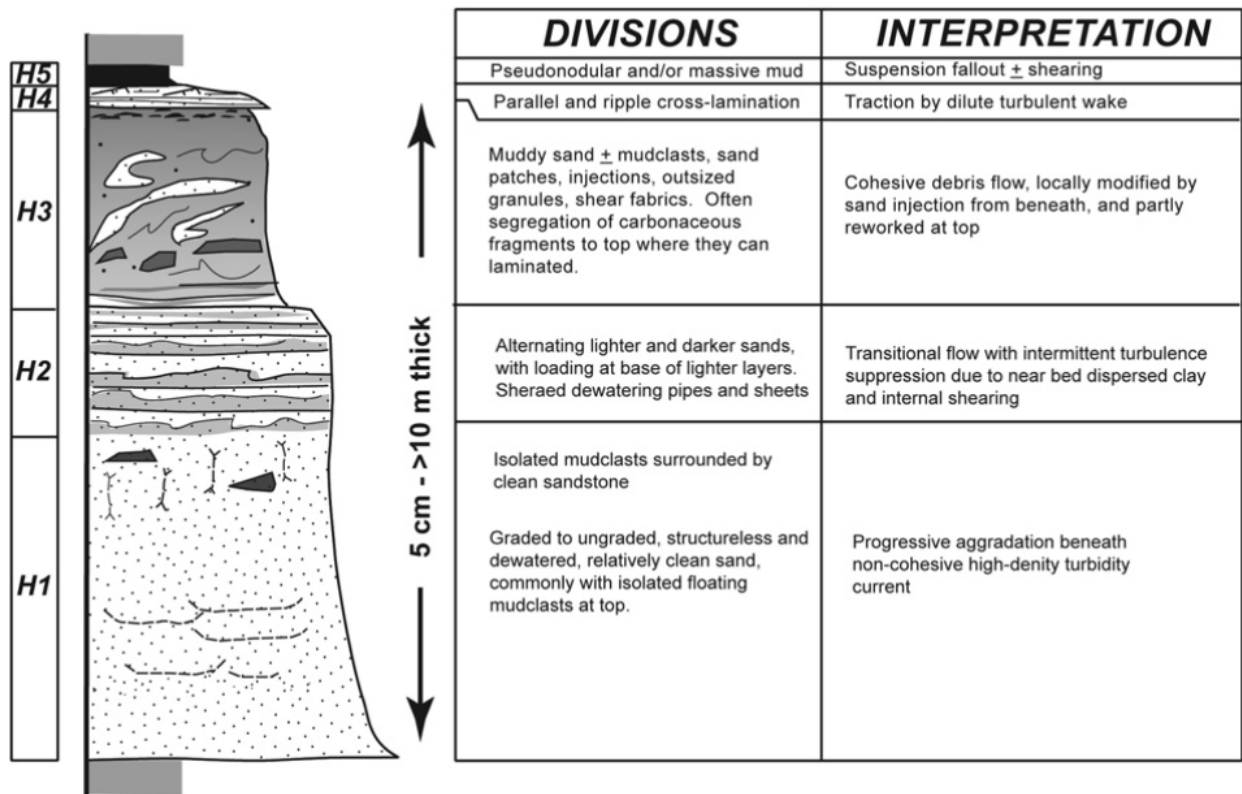 DIVISIONS
INTERPRETATION
H5
Pseudonodular and/or massive mud
Suspension fallout ± shearing
H4
Parallel and ripple cross-lamination
Traction by dilute turbulent wake
H3
Muddy sand ± mudclasts, sand
patches, injections, outsized
granules, shear fabrics. Often
segregation of carbonaceous
fragments to top where they can
laminated.
Cohesive debris flow, locally modified by
sand injection from beneath, and partly
reworked at top
H2
Alternating lighter and darker sands,
with loading at base of lighter layers.
Sheraed dewatering pipes and sheets
Transitional flow with intermittent turbulence
suppression due to near bed dispersed clay
and internal shearing
H1
Isolated mudclasts surrounded by
clean sandstone
Graded to ungraded, structureless and
dewatered, relatively clean sand,
commonly with isolated floating
mudclasts at top.
Progressive aggradation beneath
non-cohesive high-denity turbidity
current
5 cm - >10 m thick